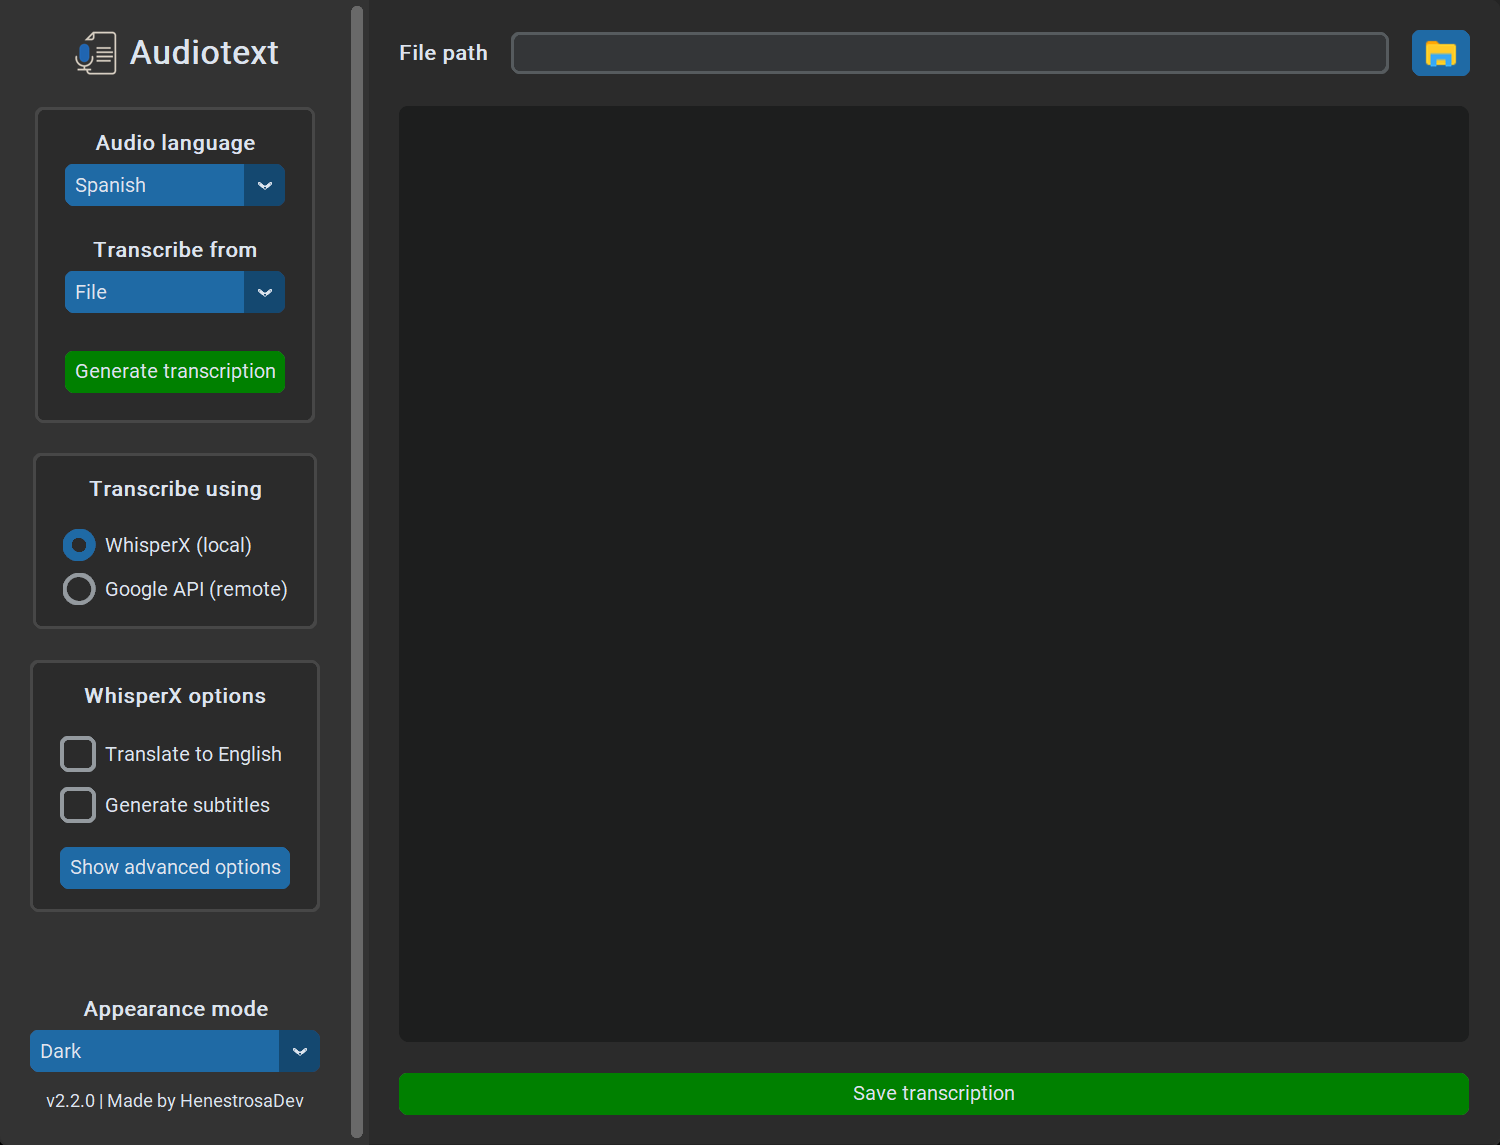 Audiotext
Audio language
Spanish
Transcribe from
File
Generate transcription
Transcribe using
WhisperX (local)
Google API (remote)
WhisperX options
Translate to English
Generate subtitles
Show advanced options
Appearance mode
Dark
v2.2.0 | Made by HenestrosaDev
File path
Save transcription